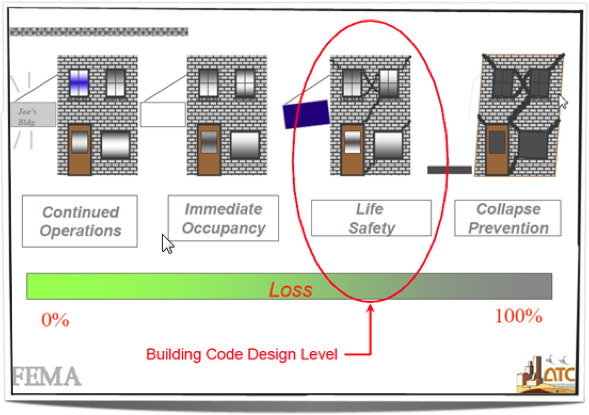 Joe's
Bldg.
Continued
Operations
Immediate
Occupancy
Life
Safety
Collapse
Prevention
Loss
0%
100%
Building Code Design Level
FEMA
ATC